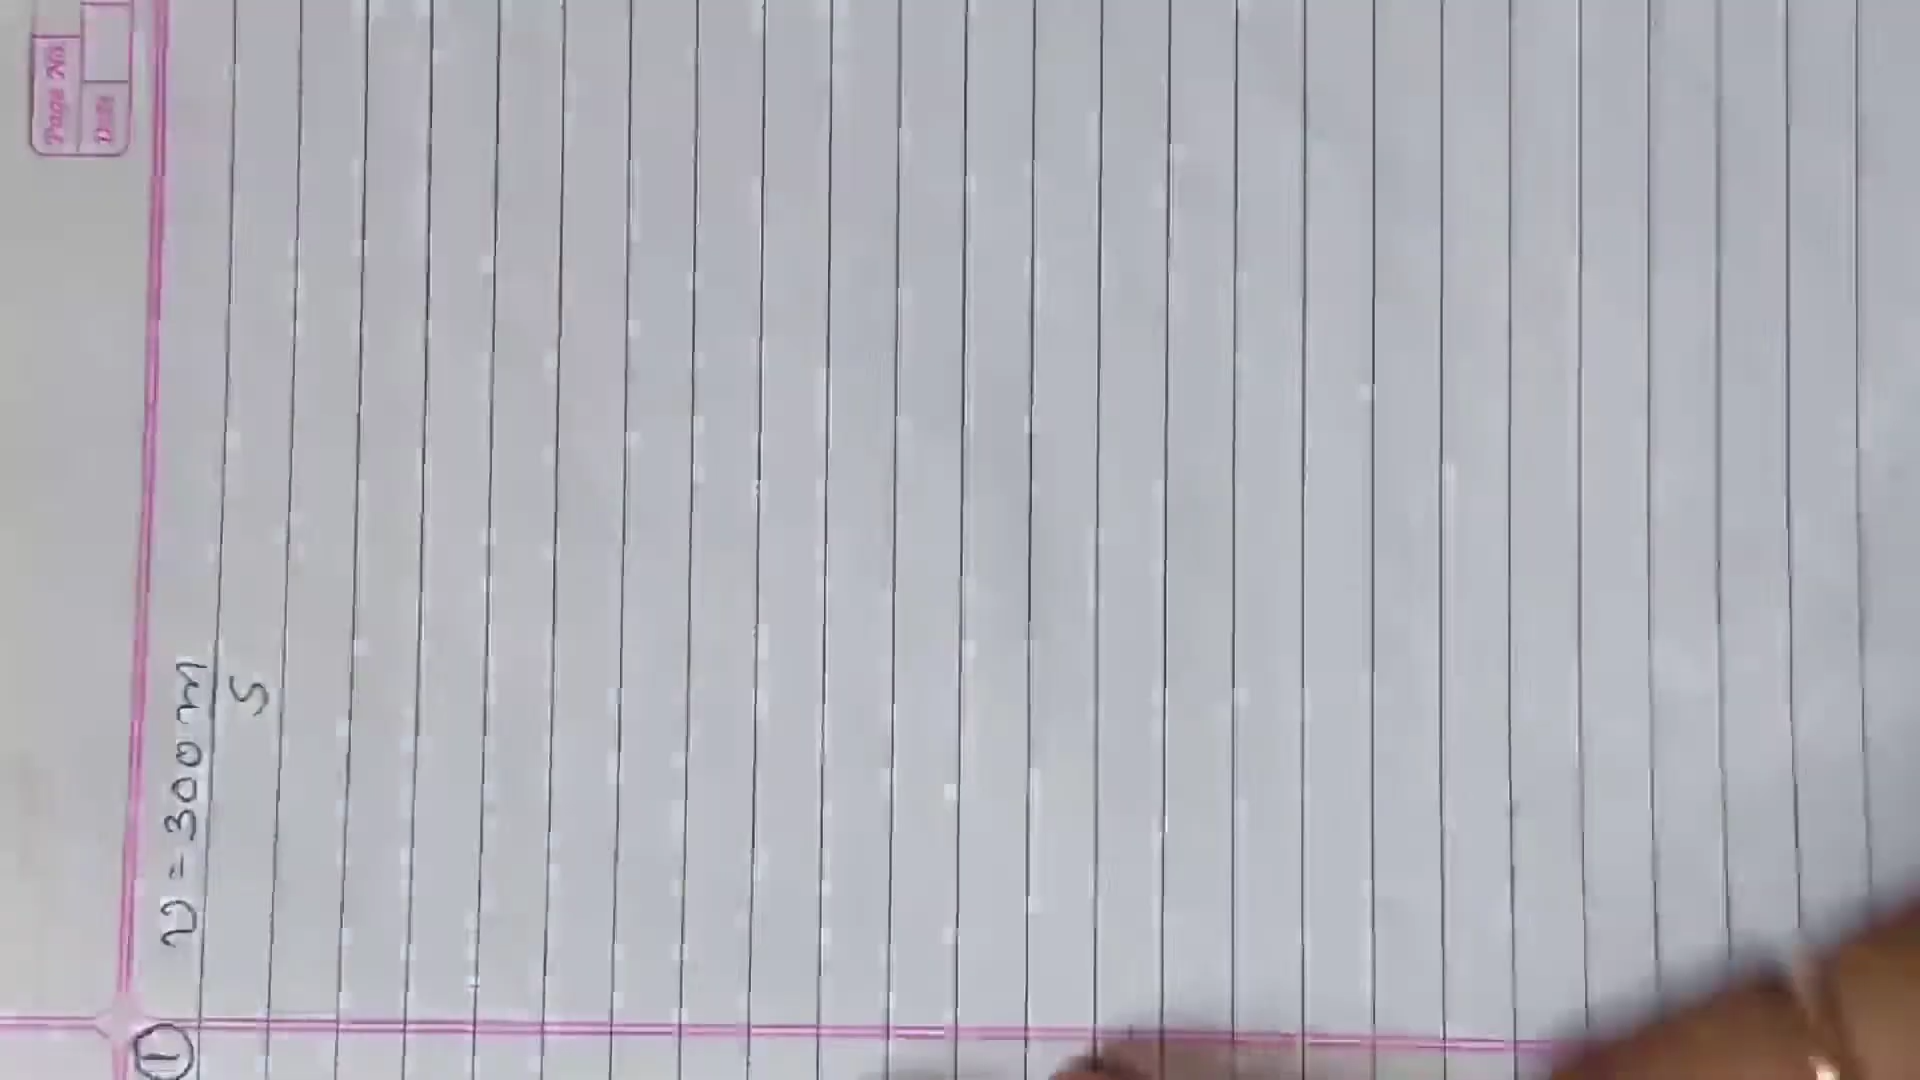 Page No.
Date
① v = 300 m
s